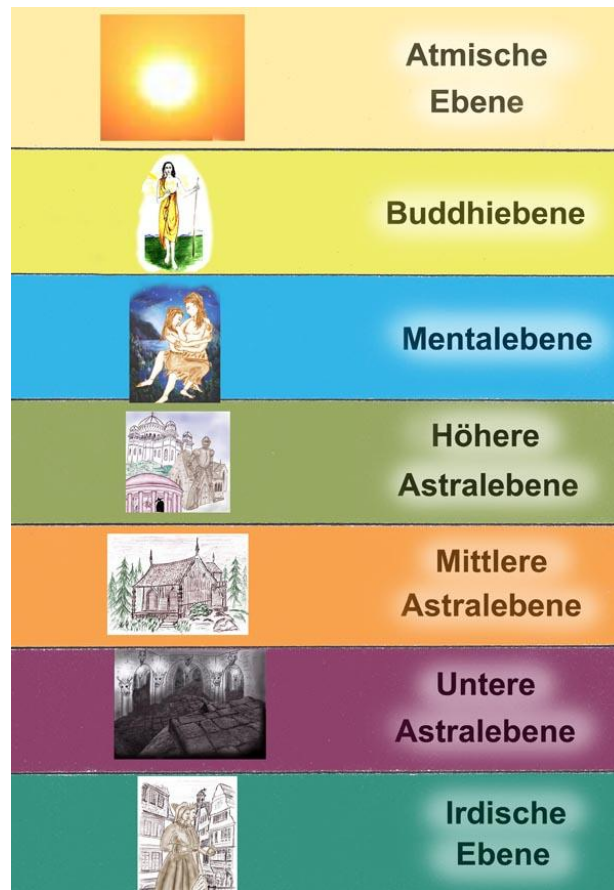 Atmische
Ebene
Buddhiebene
Mentalebene
Höhere
Astralebene
Mittlere
Astralebene
Untere
Astralebene
Irdische
Ebene